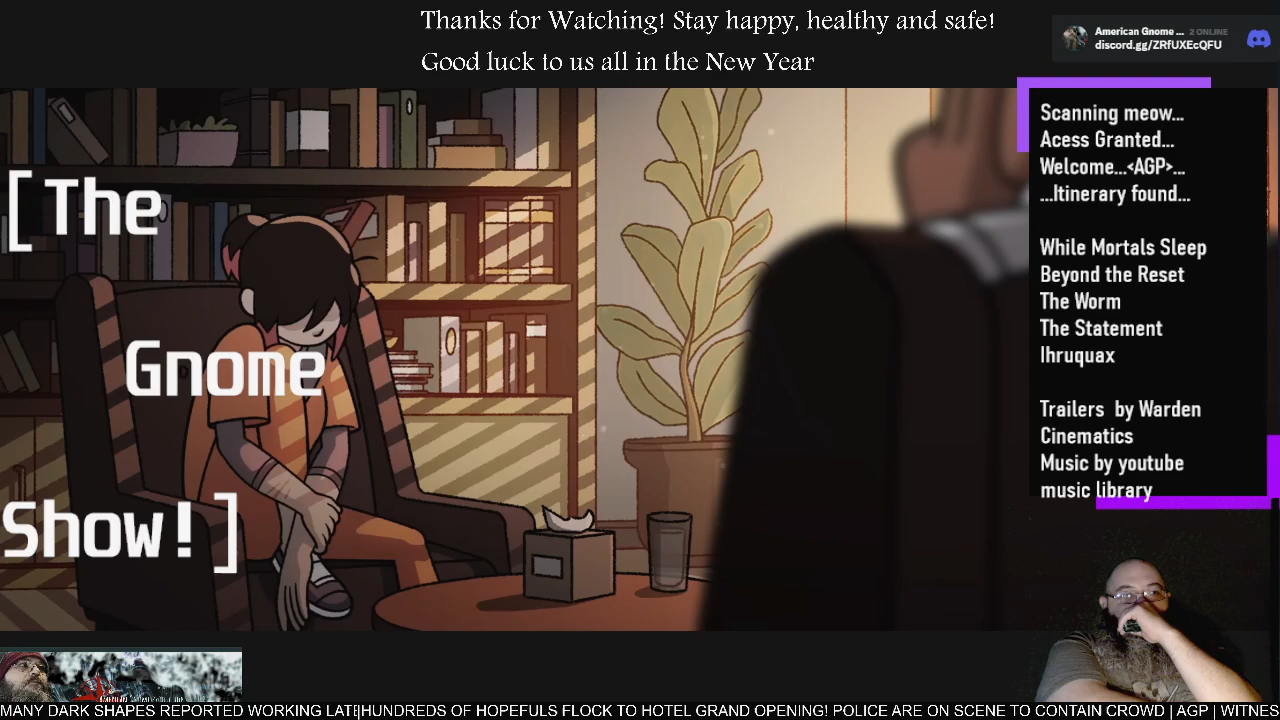 Thanks for Watching! Stay happy, healthy and safe!
Good luck to us all in the New Year
American Gnome ... 2 ONLINE
discord.gg/ZRfUXEcQFU
[ The
Gnome
Show! ]
Scanning meow...
Acess Granted...
Welcome...<AGP>...
...Itinerary found...
While Mortals Sleep
Beyond the Reset
The Worm
The Statement
Ihruquax
Trailers by Warden
Cinematics
Music by youtube
music library
MANY DARK SHAPES REPORTED WORKING LATE|HUNDREDS OF HOPEFULS FLOCK TO HOTEL GRAND OPENING! POLICE ARE ON SCENE TO CONTAIN CROWD | AGP | WITNES